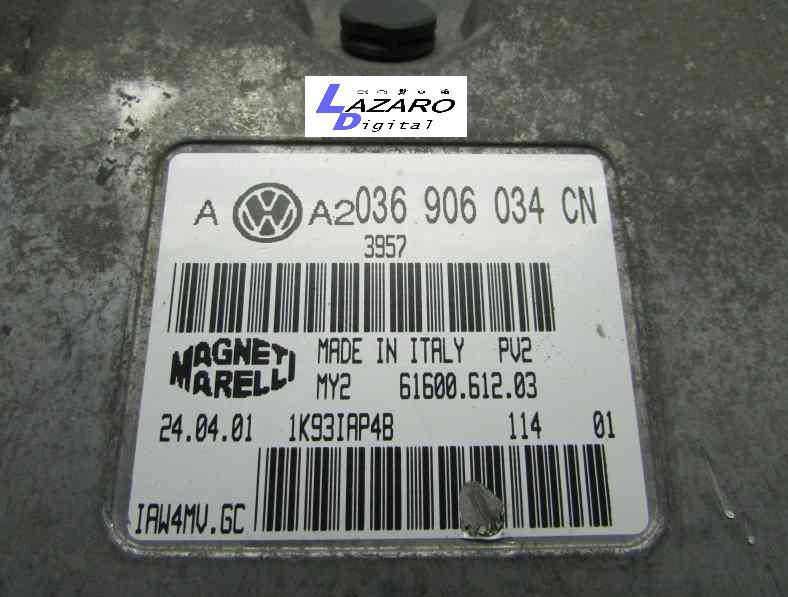 LAZARO
Digital
A A2 036 906 034 CN
3957
MAGNETI MARELLI
MADE IN ITALY PV2
MY2 61600.612.03
24.04.01 1K93IAP4B 114 01
IAW4MV.GC